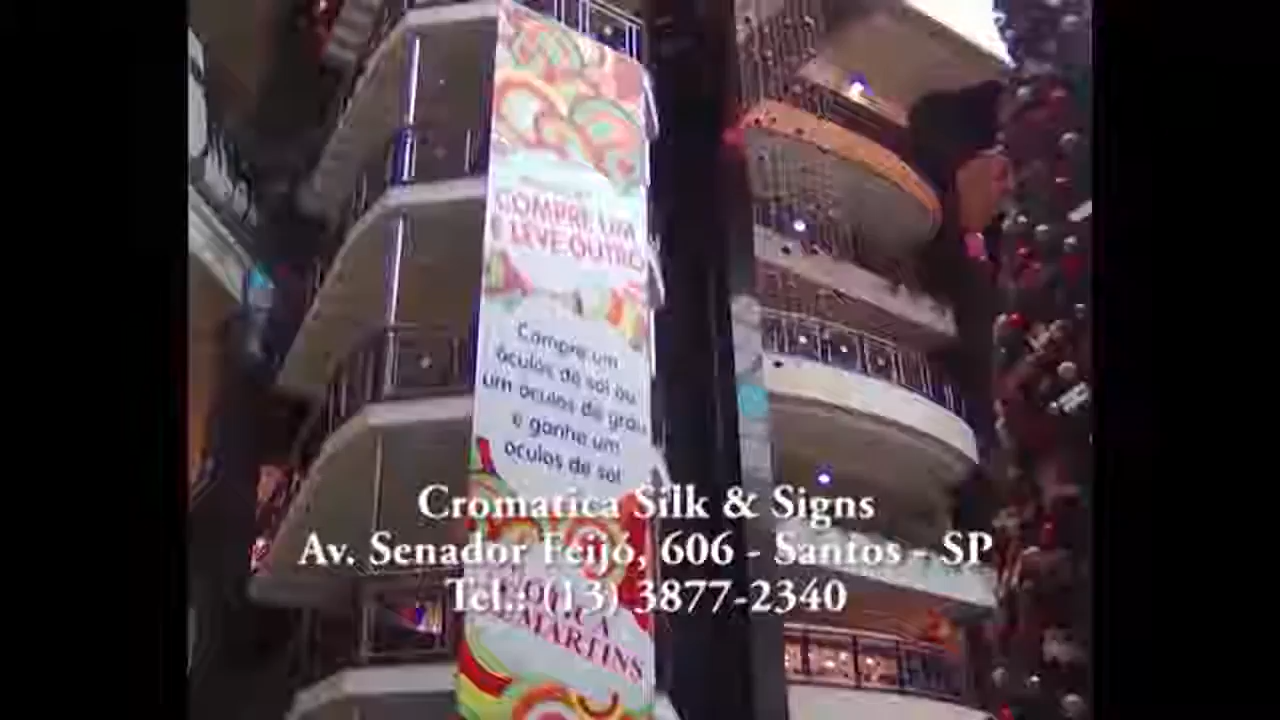 COMPRE UM
E LEVE OUTRO
Compre um
óculos de sol ou
um óculos de grau
e ganhe um
óculos de sol
Cromatica Silk & Signs
Av. Senador Feijó, 606 - Santos - SP
Tel.: (13) 3877-2340